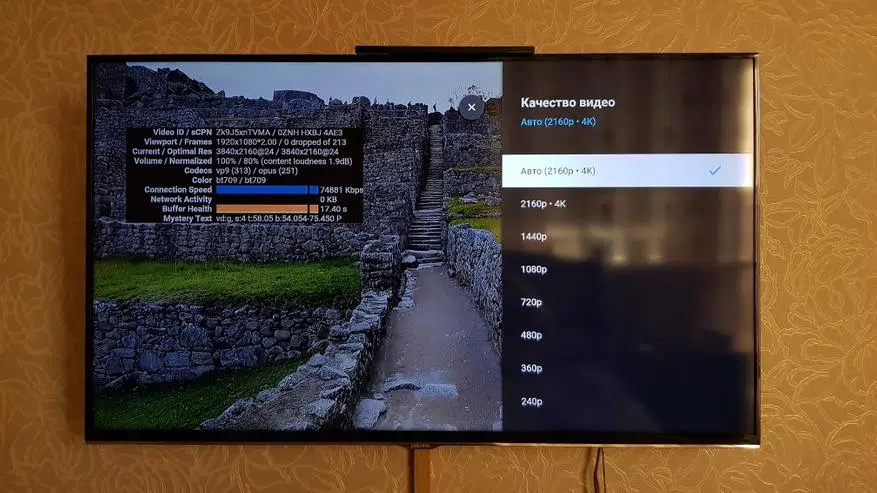 Video ID / sCPN Zk9J5xnTVMA / 0ZNH HXBJ 4AE3
Viewport / Frames 1920x1080*2.00 / 0 dropped of 213
Current / Optimal Res 3840x2160@24 / 3840x2160@24
Volume / Normalized 100% / 80% (content loudness 1.9dB)
Codecs vp9 (313) / opus (251)
Color bt709 / bt709
Connection Speed 74881 Kbps
Network Activity 0 KB
Buffer Health 17.40 s
Mystery Text vd:g, s:4 t:58.05 b:54.054-75.450 P
Качество видео
Авто (2160p • 4K)
Авто (2160p • 4K)
2160p • 4K
1440p
1080p
720p
480p
360p
240p